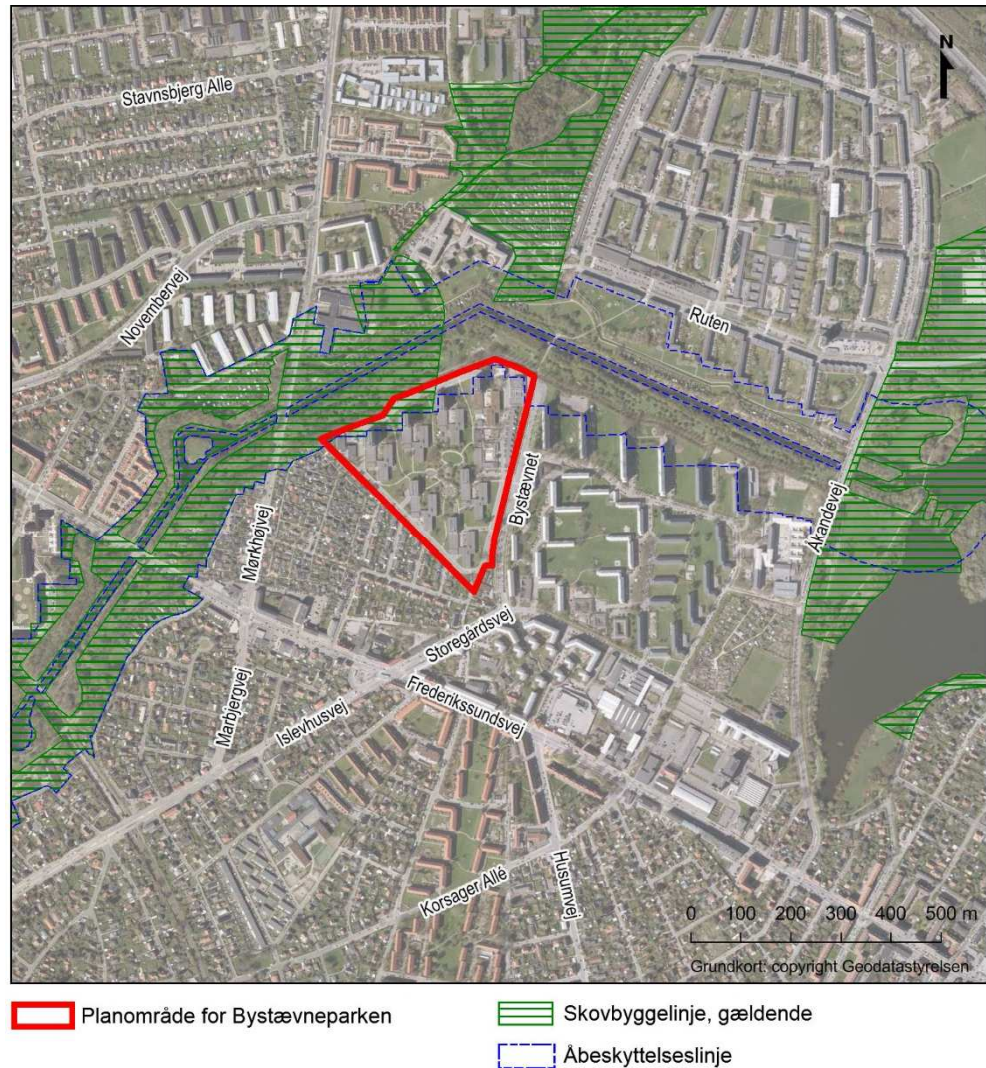 Stavnsbjerg Alle
N
Novembervej
Ruten
Bystævnet
Åkandevej
Mørkhøjvej
Storegårdsvej
Marbjergvej
Islevhusvej
Frederikssundsvej
Korsager Allé
Husumvej
0 100 200 300 400 500 m
Grundkort: copyright Geodatastyrelsen
Planområde for Bystævneparken
Skovbyggelinje, gældende
Åbeskyttelseslinje